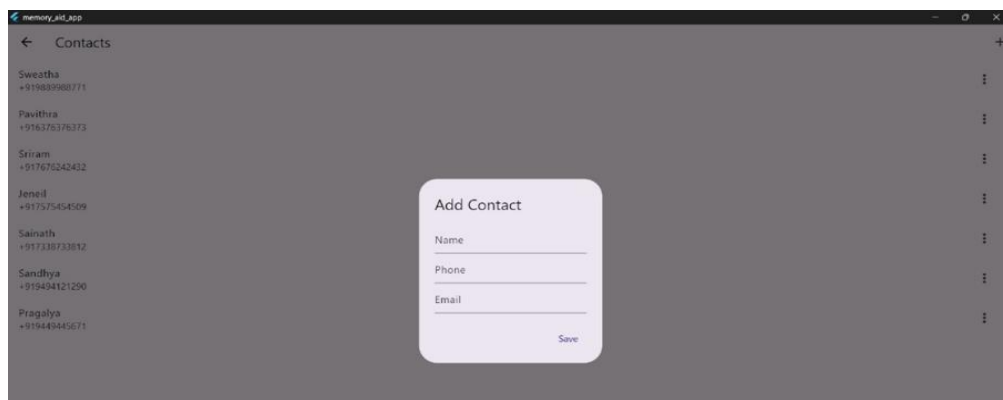 memory_aid_app
Contacts
Sweatha
+919889988771
Pavithra
+916376376373
Sriram
+917676242432
Jeneil
+917575454509
Sainath
+917338733812
Sandhya
+919494121290
Pragalya
+919449445671
Add Contact
Name
Phone
Email
Save